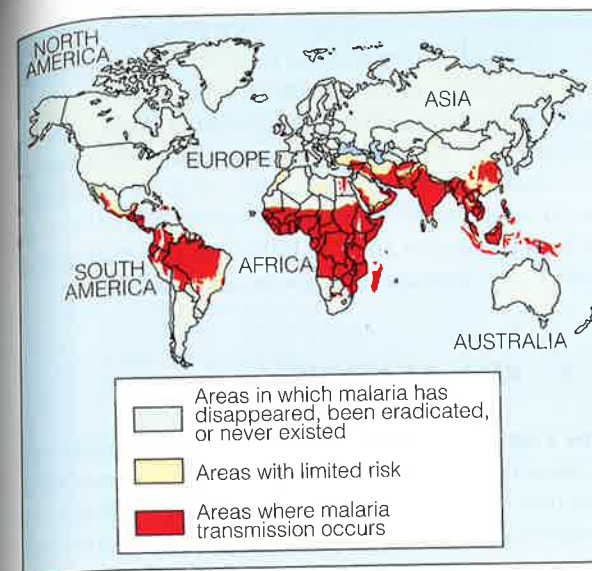 NORTH
AMERICA
ASIA
EUROPE
SOUTH
AMERICA
AFRICA
AUSTRALIA
Areas in which malaria has
disappeared, been eradicated,
or never existed
Areas with limited risk
Areas where malaria
transmission occurs